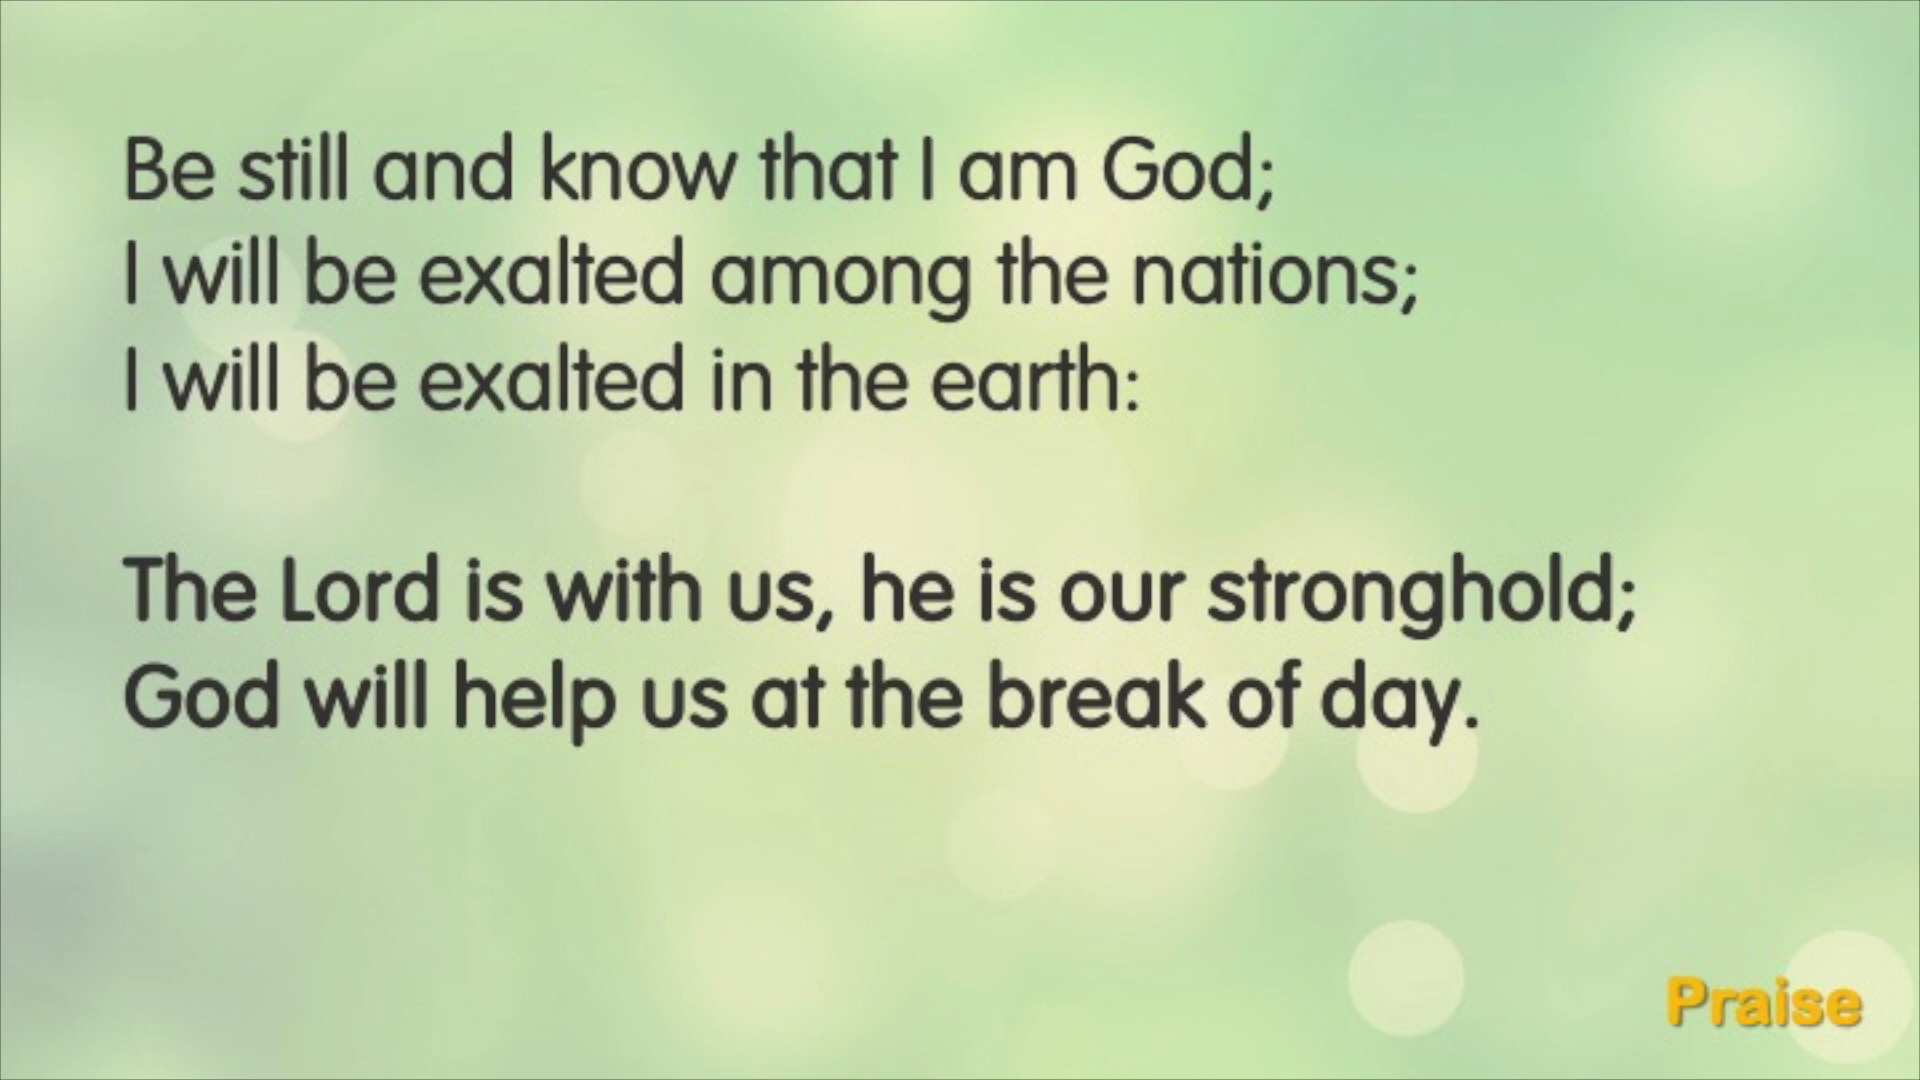 Be still and know that I am God;
I will be exalted among the nations;
I will be exalted in the earth:
The Lord is with us, he is our stronghold;
God will help us at the break of day.
Praise